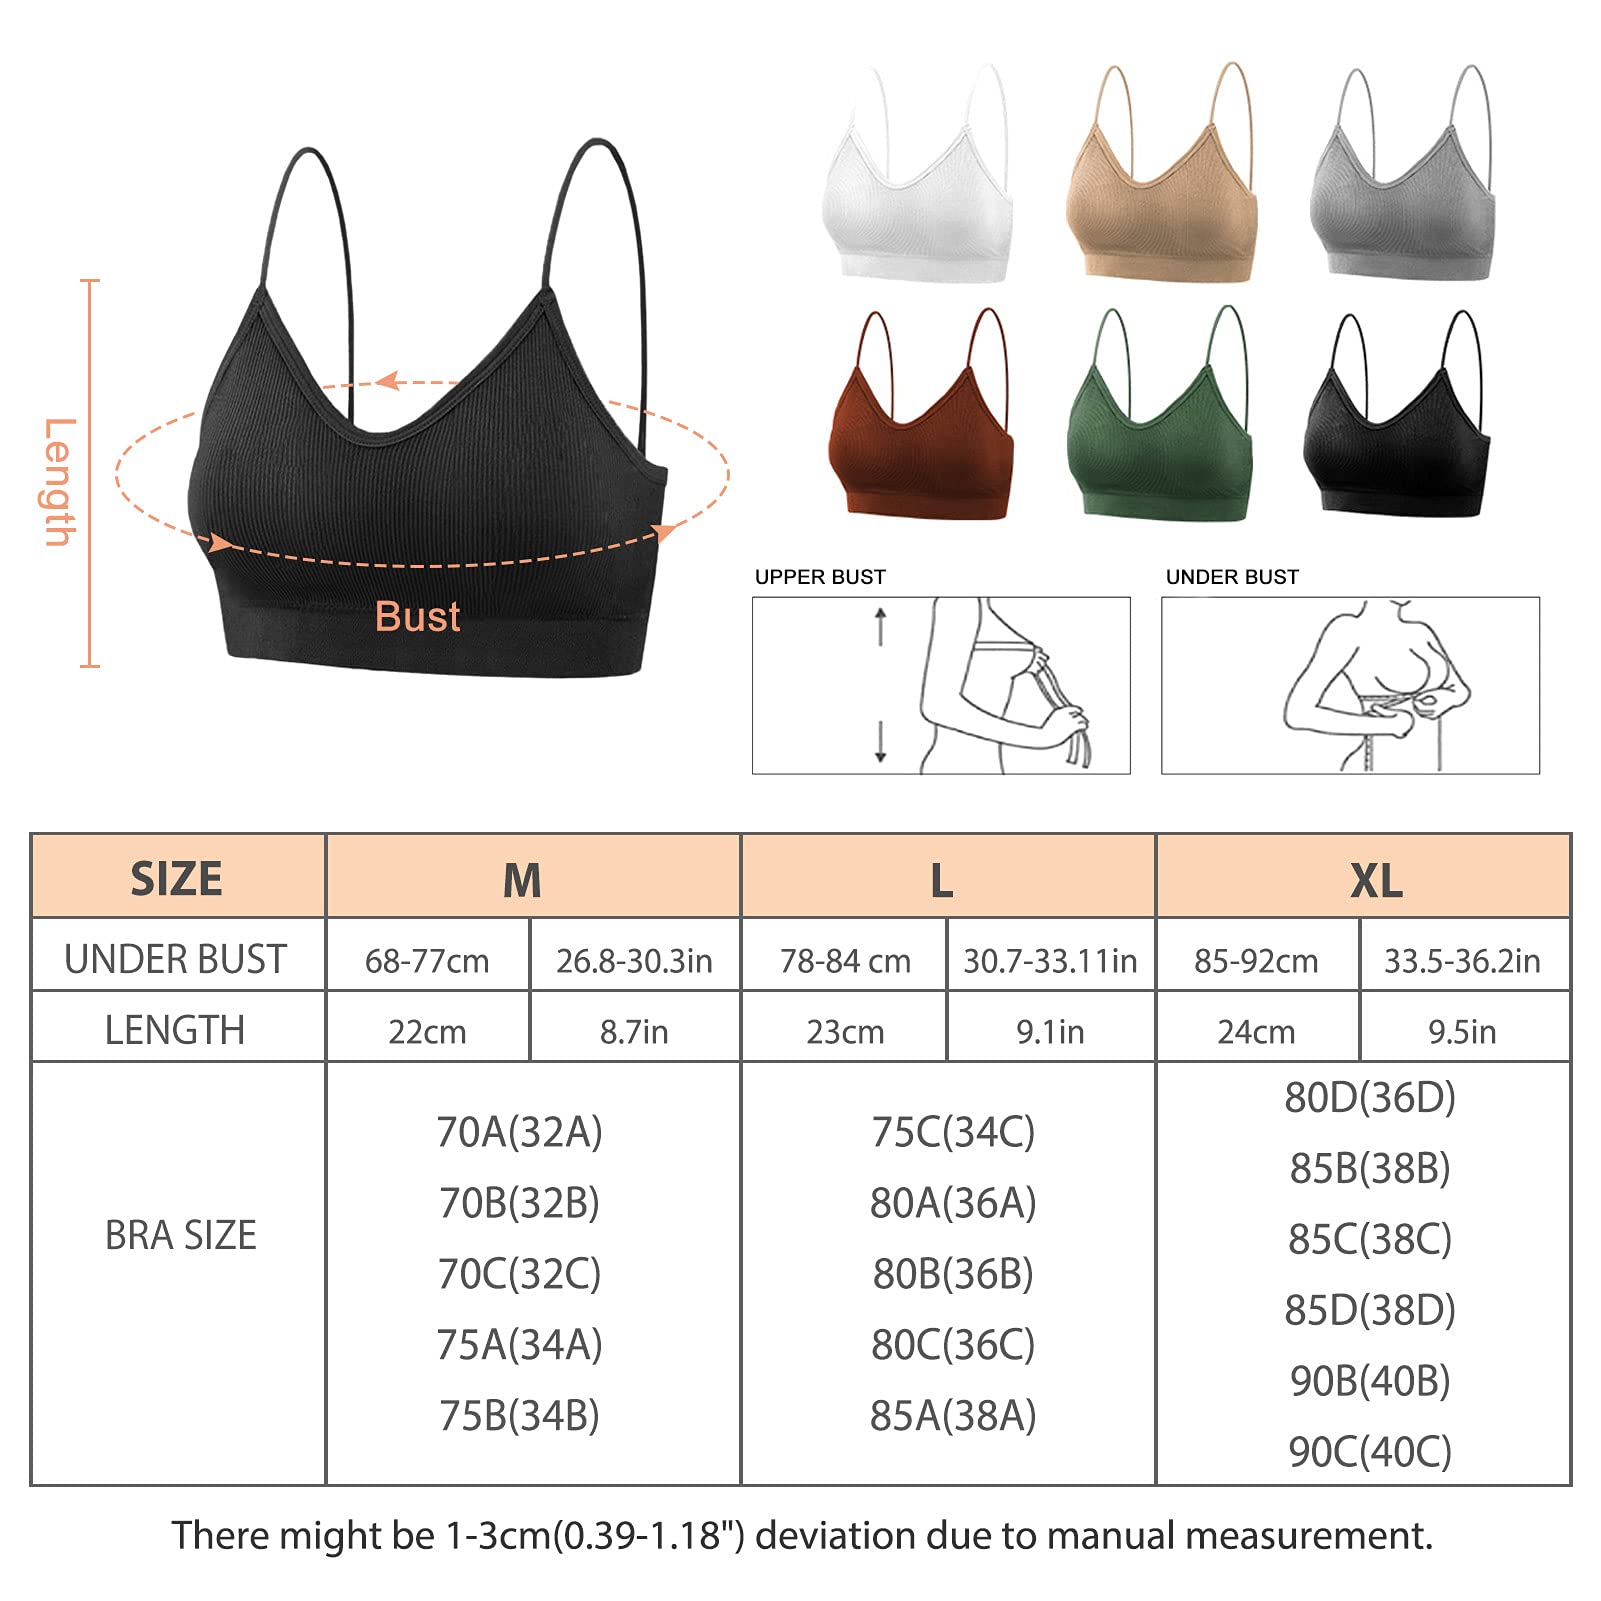 Length
Bust
UPPER BUST
UNDER BUST
SIZE M L XL
UNDER BUST 68-77cm 26.8-30.3in 78-84 cm 30.7-33.11in 85-92cm 33.5-36.2in
LENGTH 22cm 8.7in 23cm 9.1in 24cm 9.5in
BRA SIZE
70A(32A)
70B(32B)
70C(32C)
75A(34A)
75B(34B)
75C(34C)
80A(36A)
80B(36B)
80C(36C)
85A(38A)
80D(36D)
85B(38B)
85C(38C)
85D(38D)
90B(40B)
90C(40C)
There might be 1-3cm(0.39-1.18") deviation due to manual measurement.